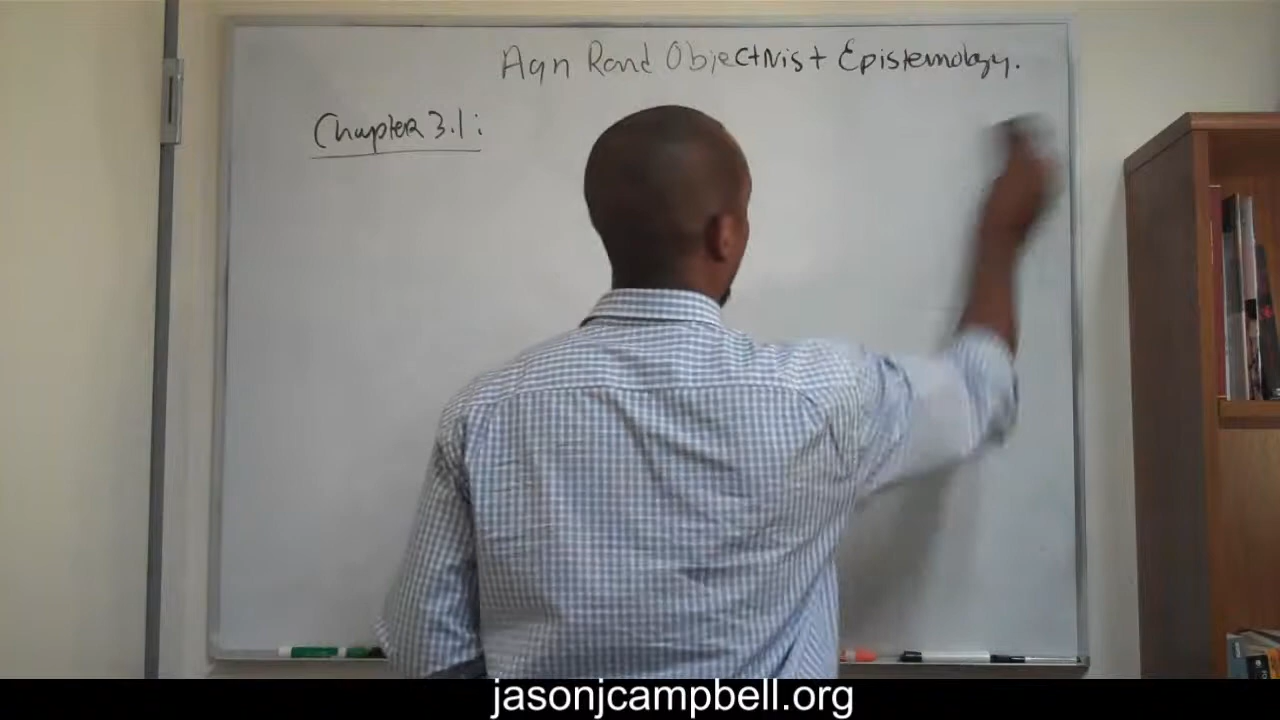 Ayn Rand Objectivist Epistemology.
Chapter 3.1:
jasonjcampbell.org